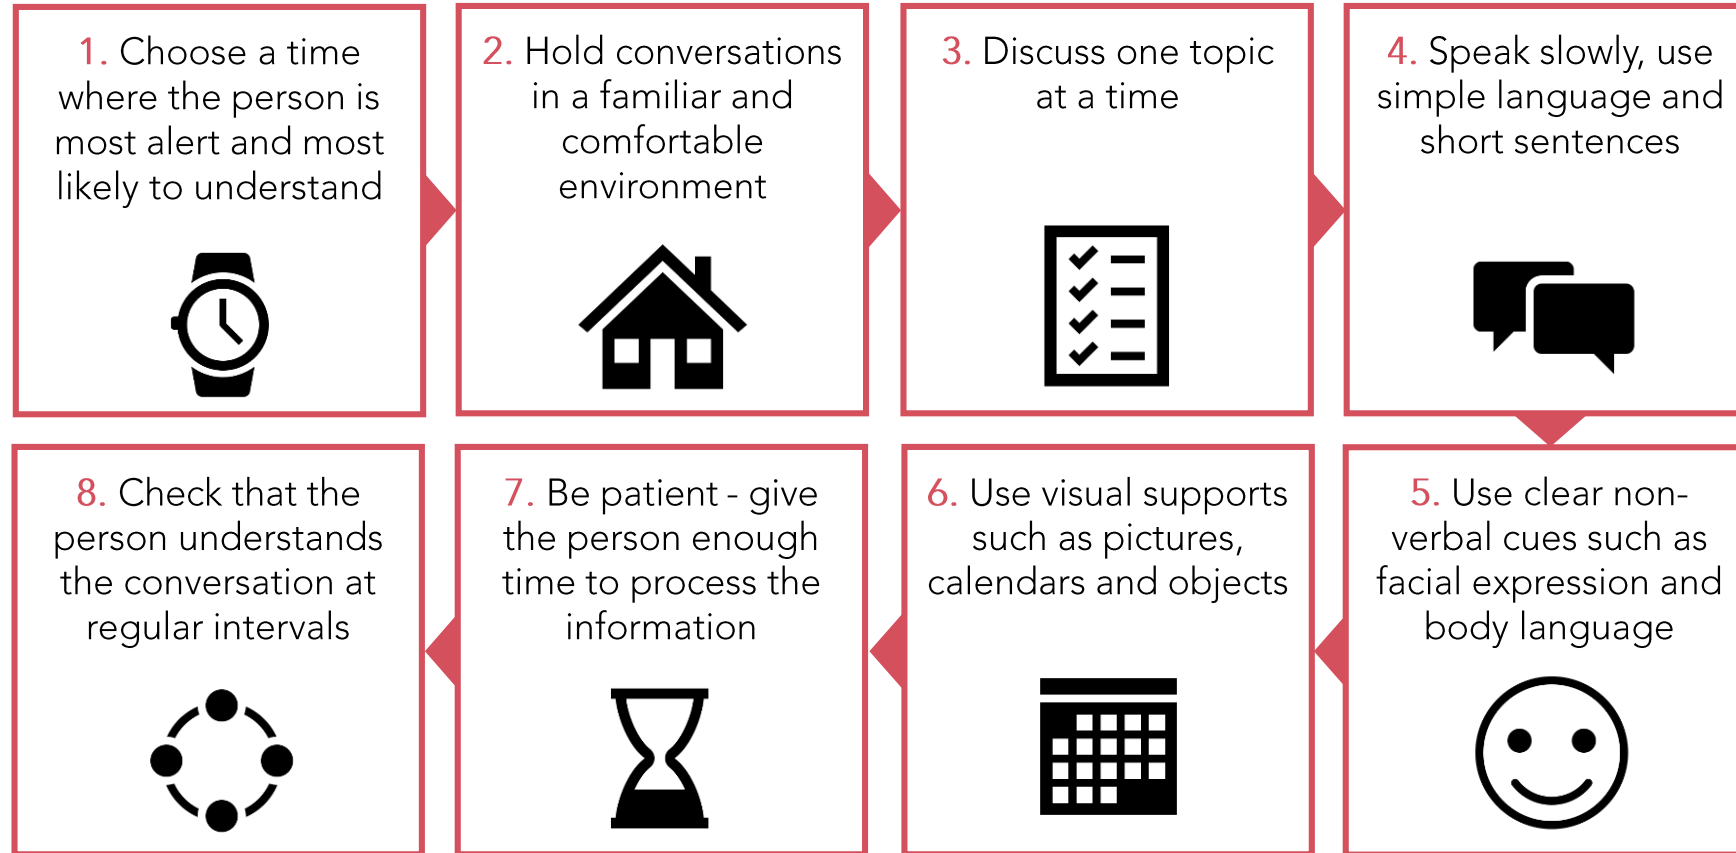 1. Choose a time
where the person is
most alert and most
likely to understand
2. Hold conversations
in a familiar and
comfortable
environment
3. Discuss one topic
at a time
4. Speak slowly, use
simple language and
short sentences
5. Use clear non-
verbal cues such as
facial expression and
body language
6. Use visual supports
such as pictures,
calendars and objects
7. Be patient - give
the person enough
time to process the
information
8. Check that the
person understands
the conversation at
regular intervals